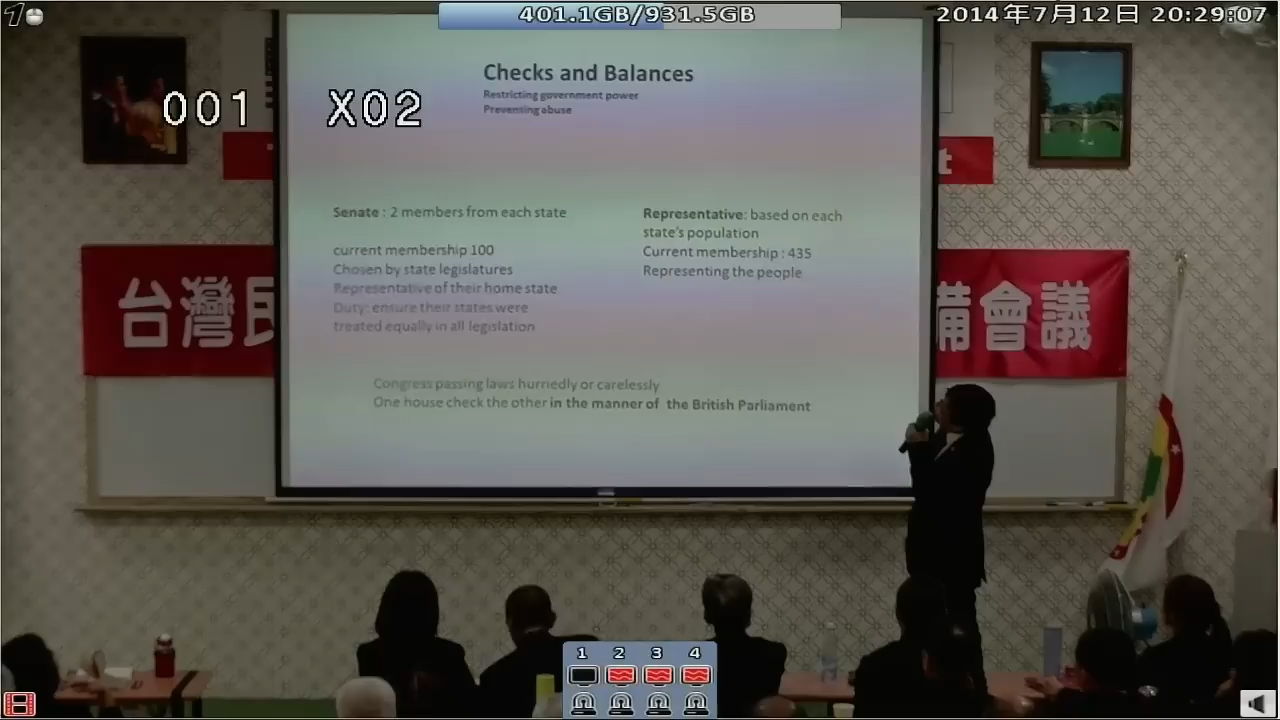 401.1GB/931.5GB
2014年7月12日 20:29:07
001 X02
Checks and Balances
Restricting government power
Preventing abuse
Senate : 2 members from each state
current membership 100
Chosen by state legislatures
Representative of their home state
Duty: ensure their states were
treated equally in all legislation
Representative: based on each
state's population
Current membership : 435
Representing the people
Congress passing laws hurriedly or carelessly
One house check the other in the manner of the British Parliament
t
台灣民
備會議
1 2 3 4